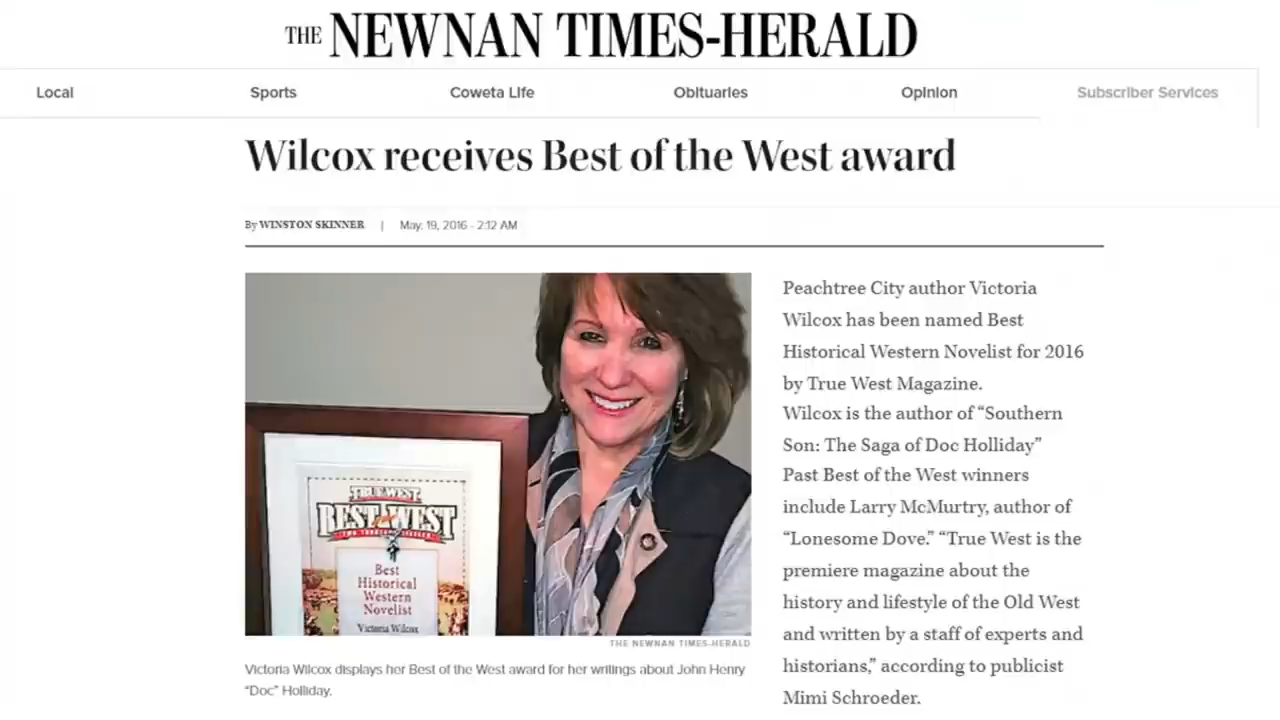 THE NEWNAN TIMES-HERALD
Local Sports Coweta Life Obituaries Opinion Subscriber Services
Wilcox receives Best of the West award
By WINSTON SKINNER | May. 19, 2016 - 2:12 AM
TRUE WEST
BEST of the WEST
Best
Historical
Western
Novelist
Victoria Wilcox
THE NEWNAN TIMES-HERALD
Victoria Wilcox displays her Best of the West award for her writings about John Henry
"Doc" Holliday.
Peachtree City author Victoria
Wilcox has been named Best
Historical Western Novelist for 2016
by True West Magazine.
Wilcox is the author of “Southern
Son: The Saga of Doc Holliday”
Past Best of the West winners
include Larry McMurtry, author of
“Lonesome Dove.” “True West is the
premiere magazine about the
history and lifestyle of the Old West
and written by a staff of experts and
historians,” according to publicist
Mimi Schroeder.